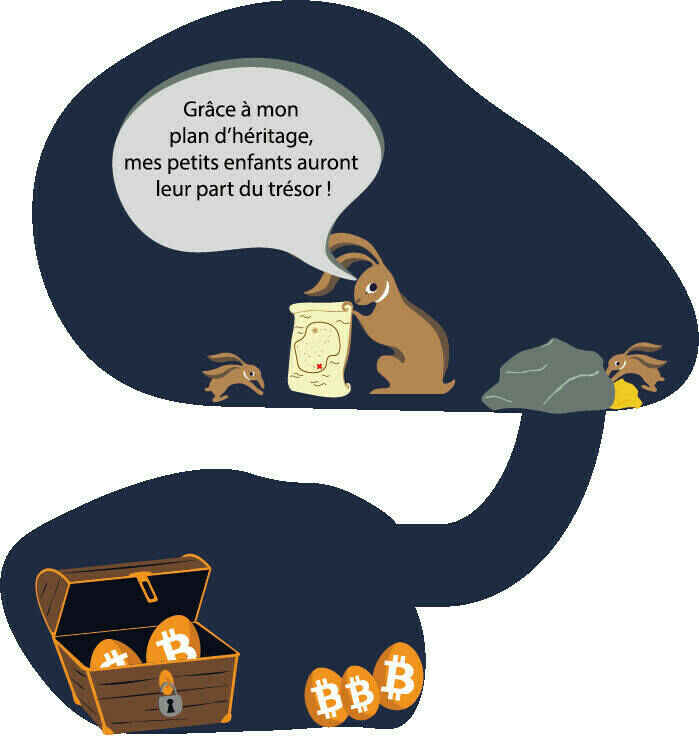 Grâce à mon
plan d'héritage,
mes petits enfants auront
leur part du trésor !